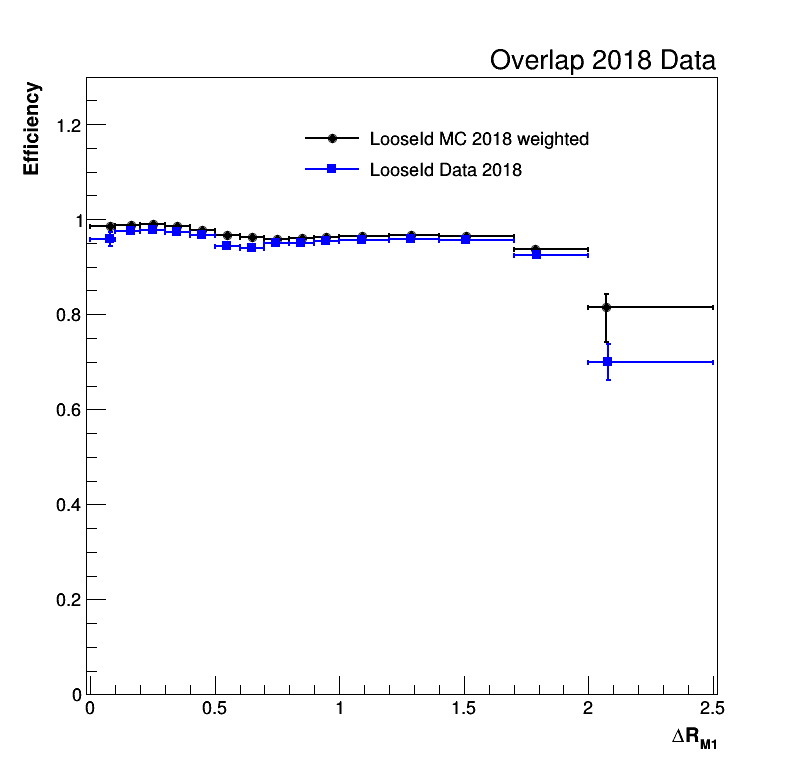 Overlap 2018 Data
Efficiency
LooseId MC 2018 weighted
LooseId Data 2018
1.2
1
0.8
0.6
0.4
0.2
0
0 0.5 1 1.5 2 2.5
ΔR_M1